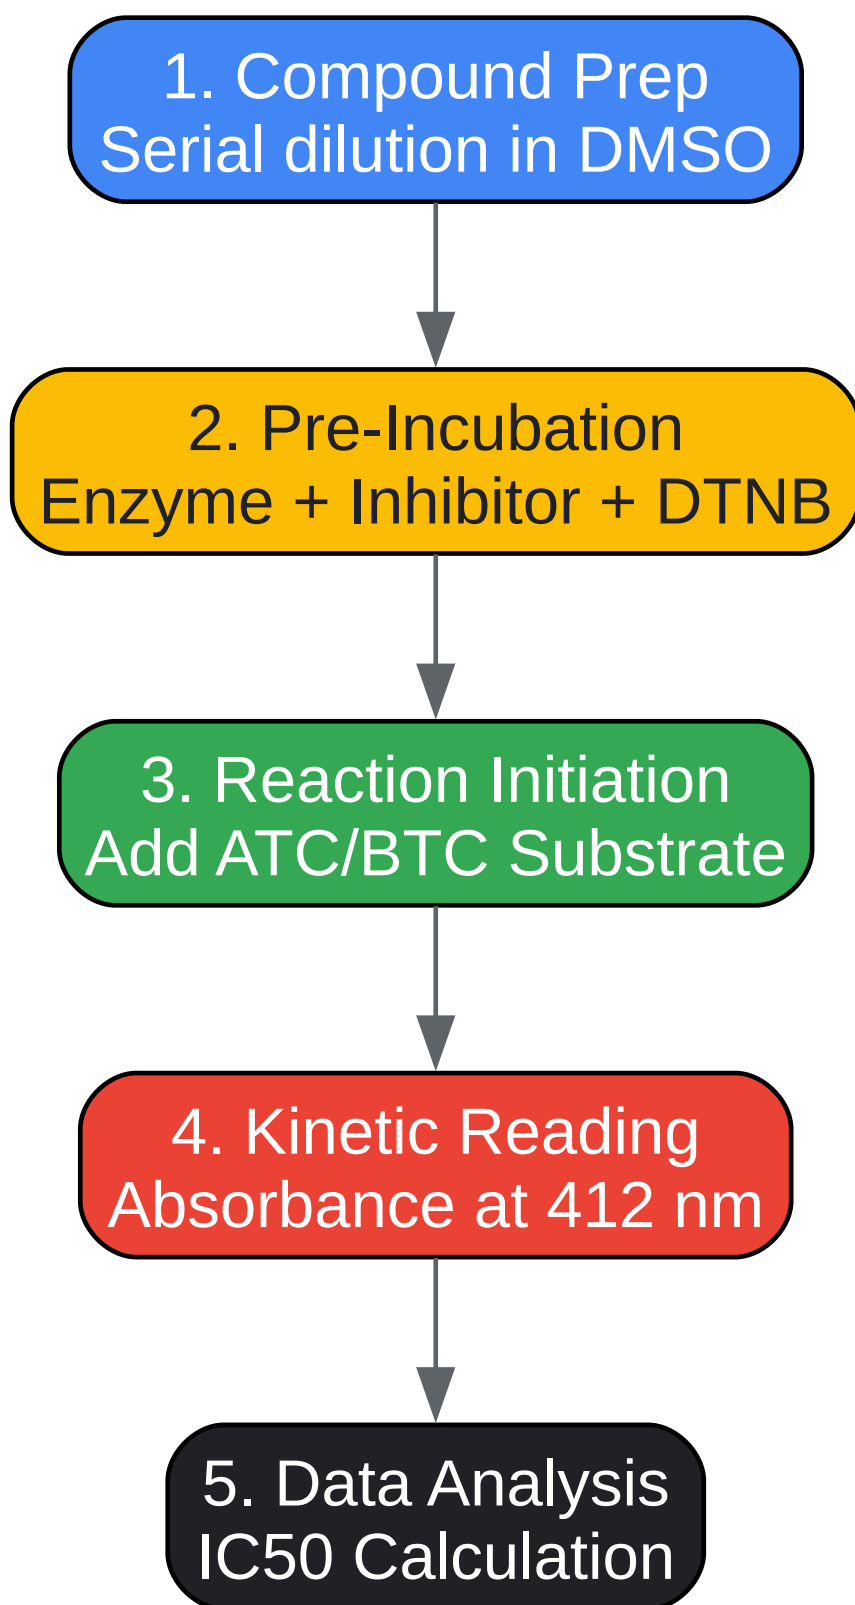 1. Compound Prep
Serial dilution in DMSO
2. Pre-Incubation
Enzyme + Inhibitor + DTNB
3. Reaction Initiation
Add ATC/BTC Substrate
4. Kinetic Reading
Absorbance at 412 nm
5. Data Analysis
IC50 Calculation